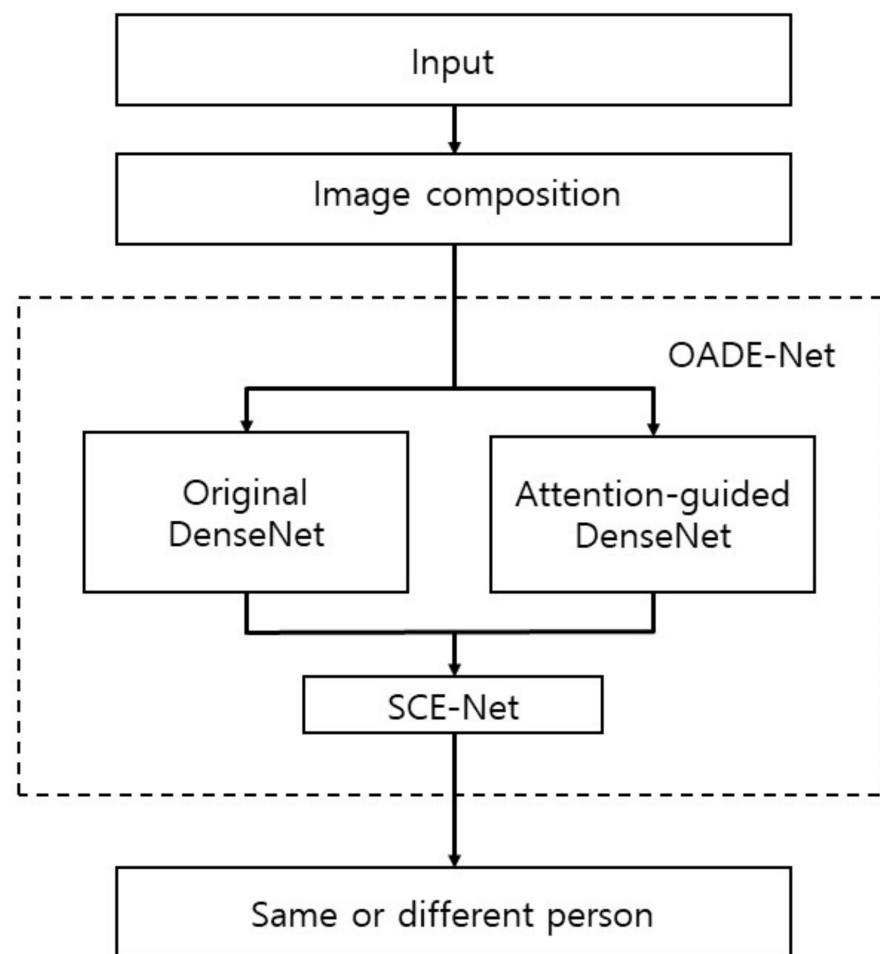 Input
Image composition
OADE-Net
Original
DenseNet
Attention-guided
DenseNet
SCE-Net
Same or different person